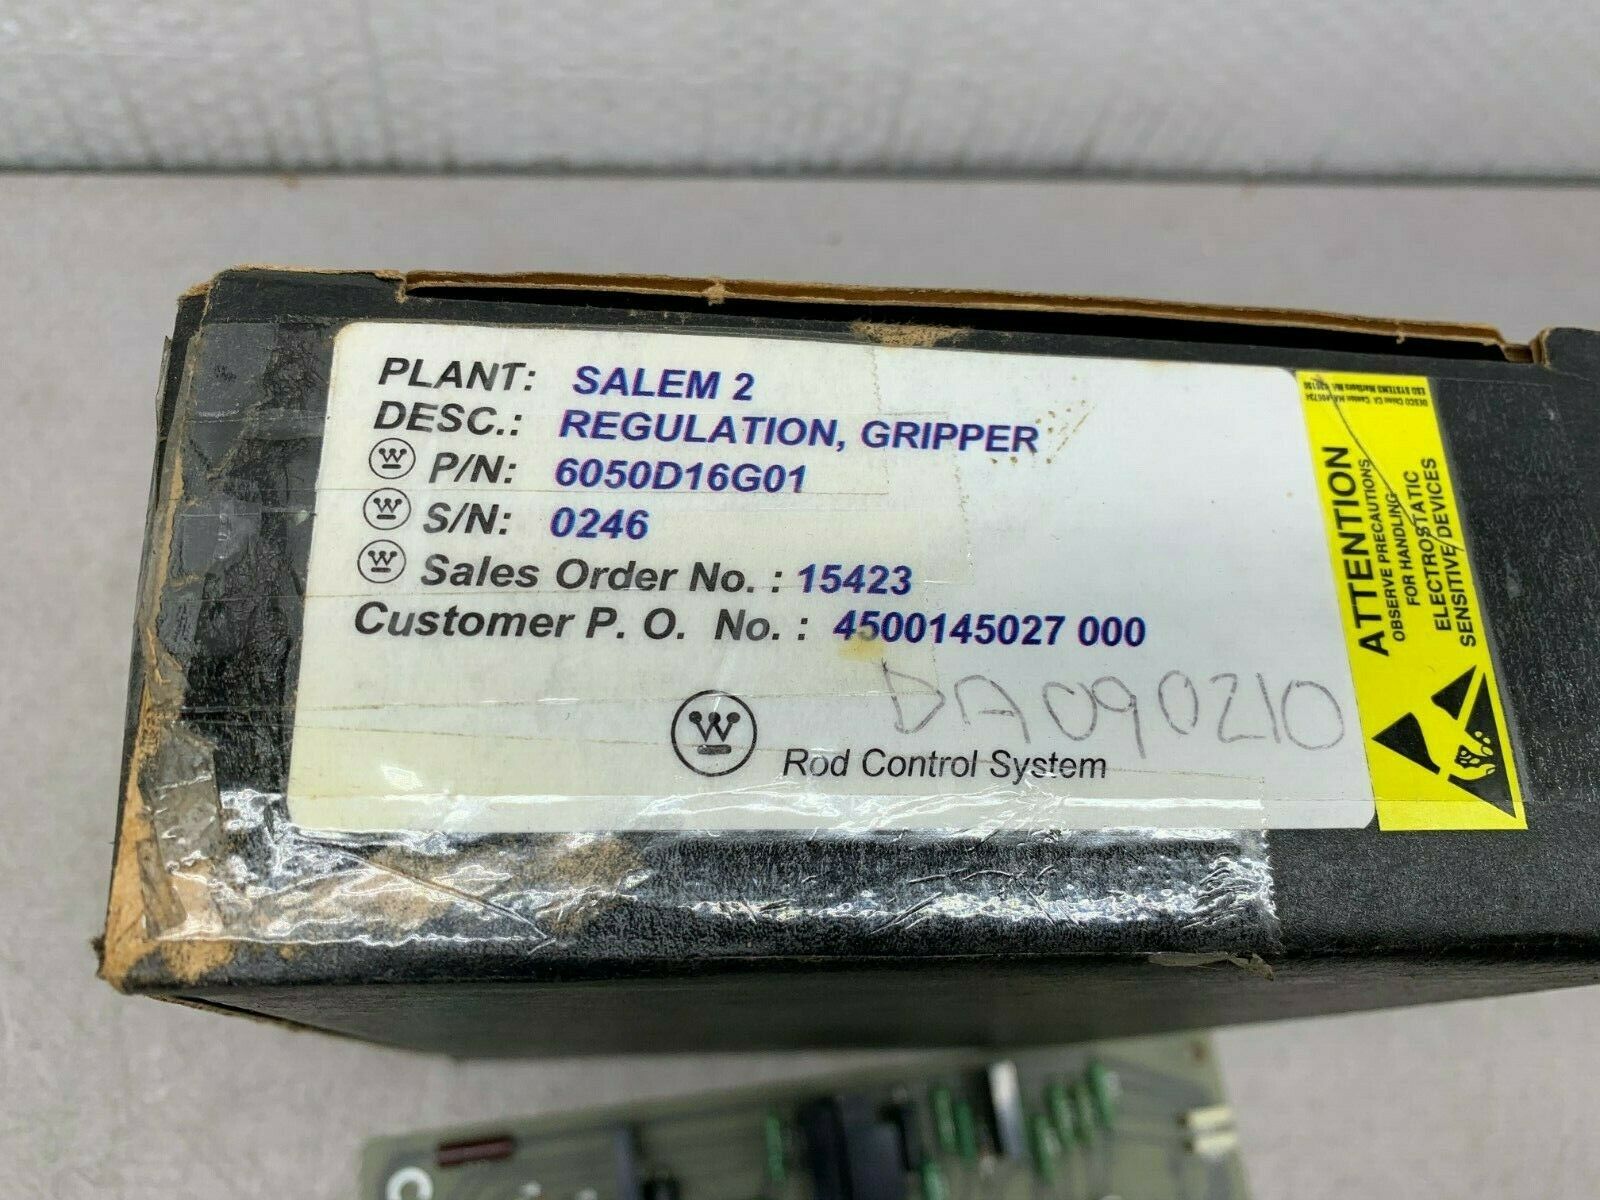 PLANT: SALEM 2
DESC.: REGULATION, GRIPPER
W P/N: 6050D16G01
W S/N: 0246
W Sales Order No. : 15423
Customer P. O. No. : 4500145027 000
DA090210
W Rod Control System
ATTENTION
OBSERVE PRECAUTIONS
FOR HANDLING
ELECTROSTATIC
SENSITIVE DEVICES
C